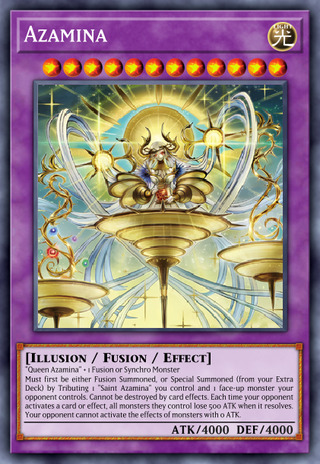 Azamina
LIGHT
光
[Illusion / Fusion / Effect]
"Queen Azamina" + 1 Fusion or Synchro Monster
Must first be either Fusion Summoned, or Special Summoned (from your Extra
Deck) by Tributing 1 "Saint Azamina" you control and 1 face-up monster your
opponent controls. Cannot be destroyed by card effects. Each time your opponent
activates a card or effect, all monsters they control lose 500 ATK when it resolves.
Your opponent cannot activate the effects of monsters with 0 ATK.
ATK/4000 DEF/4000